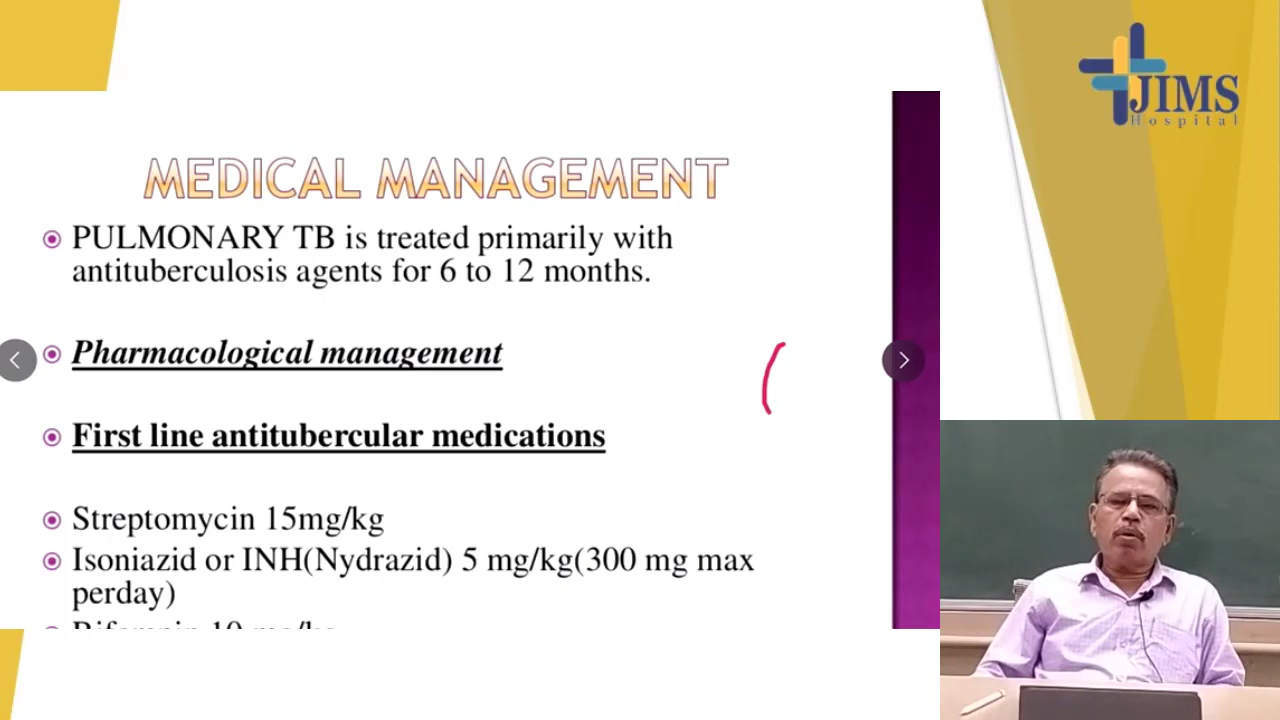 JIMS
Hospital
MEDICAL MANAGEMENT
PULMONARY TB is treated primarily with
antituberculosis agents for 6 to 12 months.
Pharmacological management
First line antitubercular medications
Streptomycin 15mg/kg
Isoniazid or INH(Nydrazid) 5 mg/kg(300 mg max
perday)